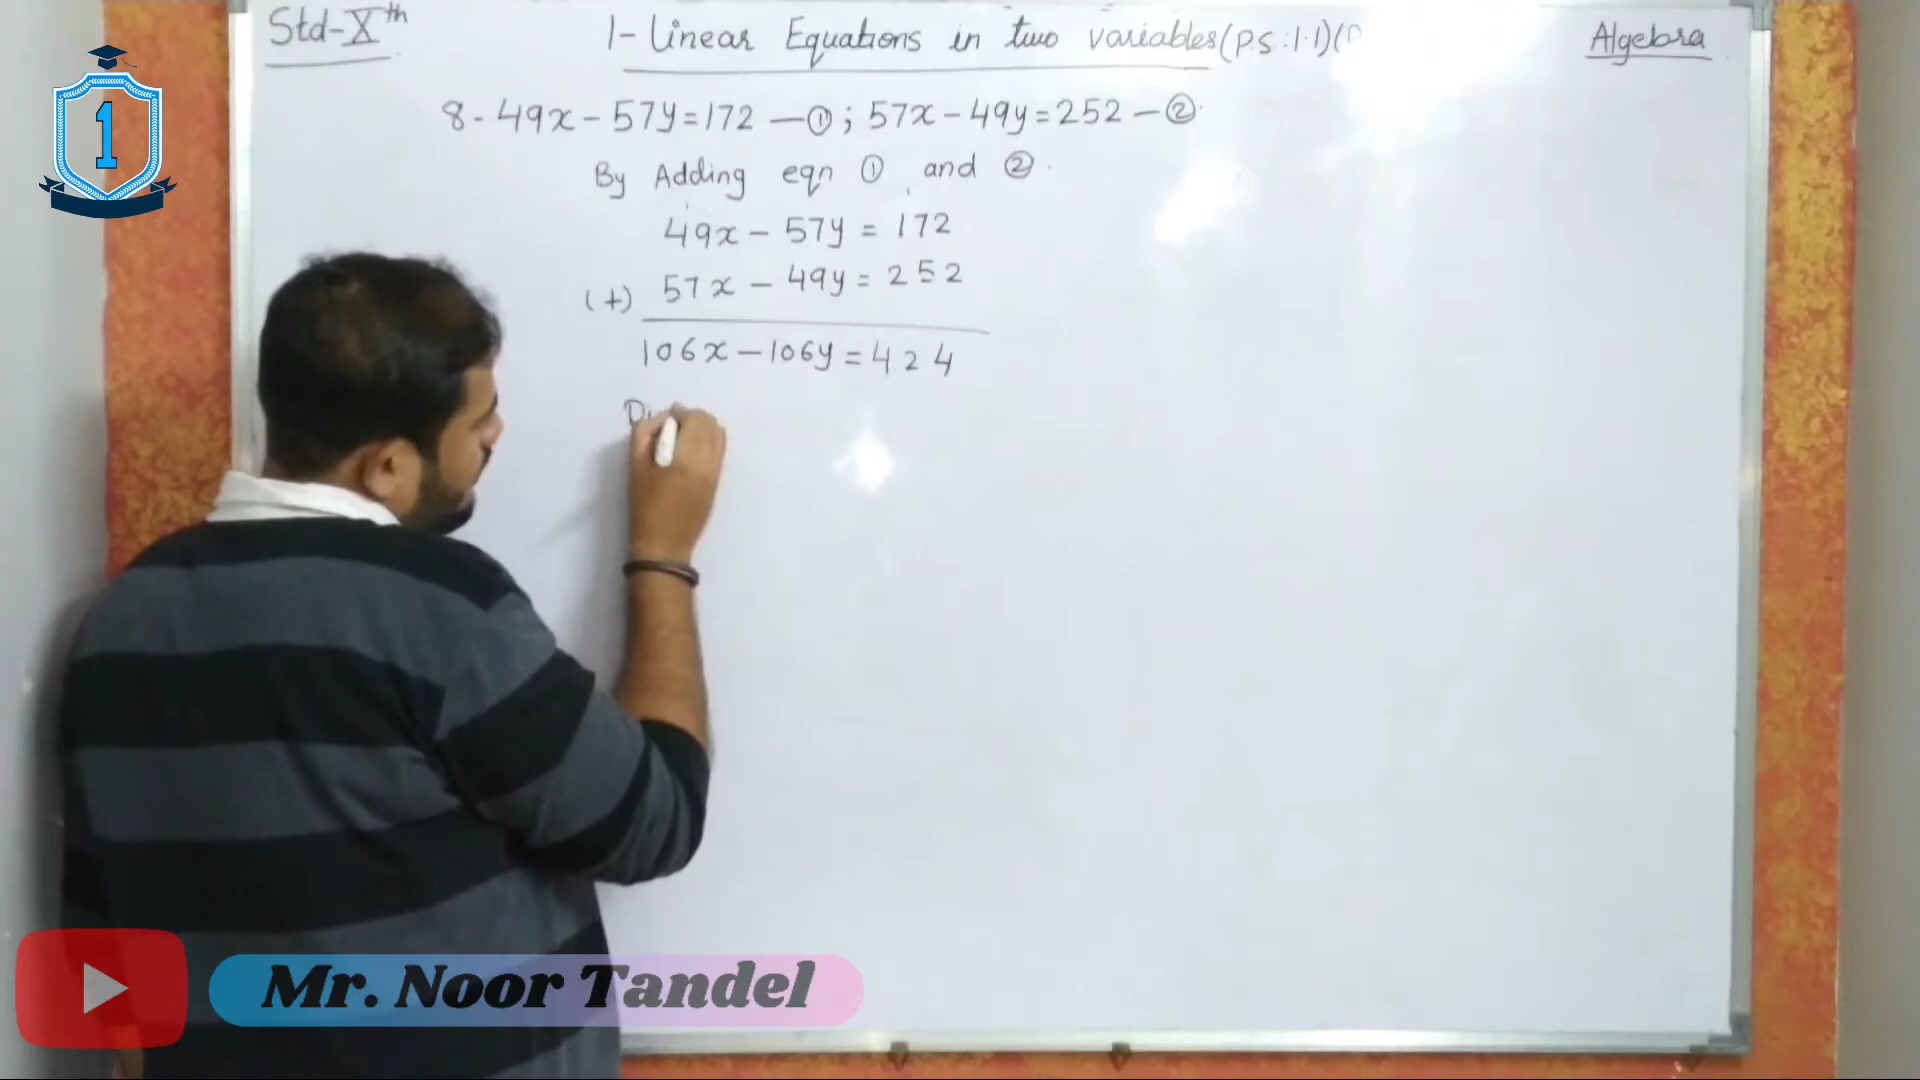 Std-Xth
1- Linear Equations in two variables (P.S:1.1)(
Algebra
1
8- 49x - 57y = 172 — ① ; 57x - 49y = 252 — ②
By Adding eqn ① and ②.
49x - 57y = 172
(+) 57x - 49y = 252
106x - 106y = 424
Mr. Noor Tandel